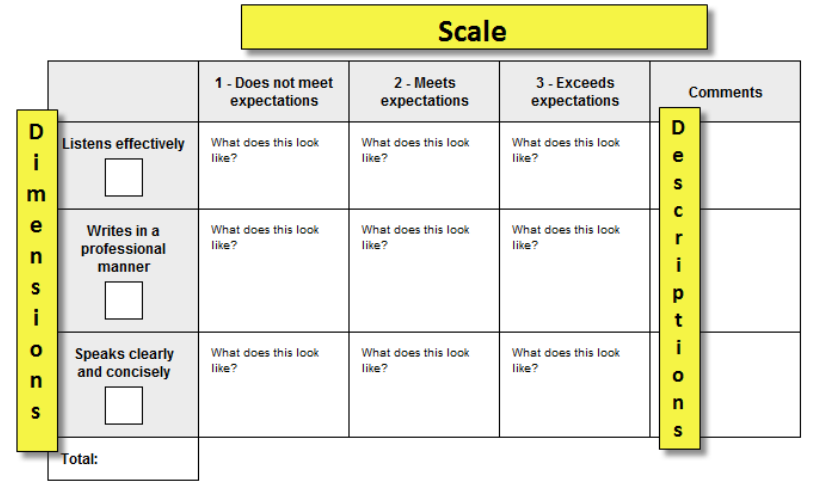 Scale
1 - Does not meet
expectations
2 - Meets
expectations
3 - Exceeds
expectations
Comments
Dimensions
Listens effectively
What does this look
like?
What does this look
like?
What does this look
like?
Descriptions
Writes in a
professional
manner
What does this look
like?
What does this look
like?
What does this look
like?
Speaks clearly
and concisely
What does this look
like?
What does this look
like?
What does this look
like?
Total: